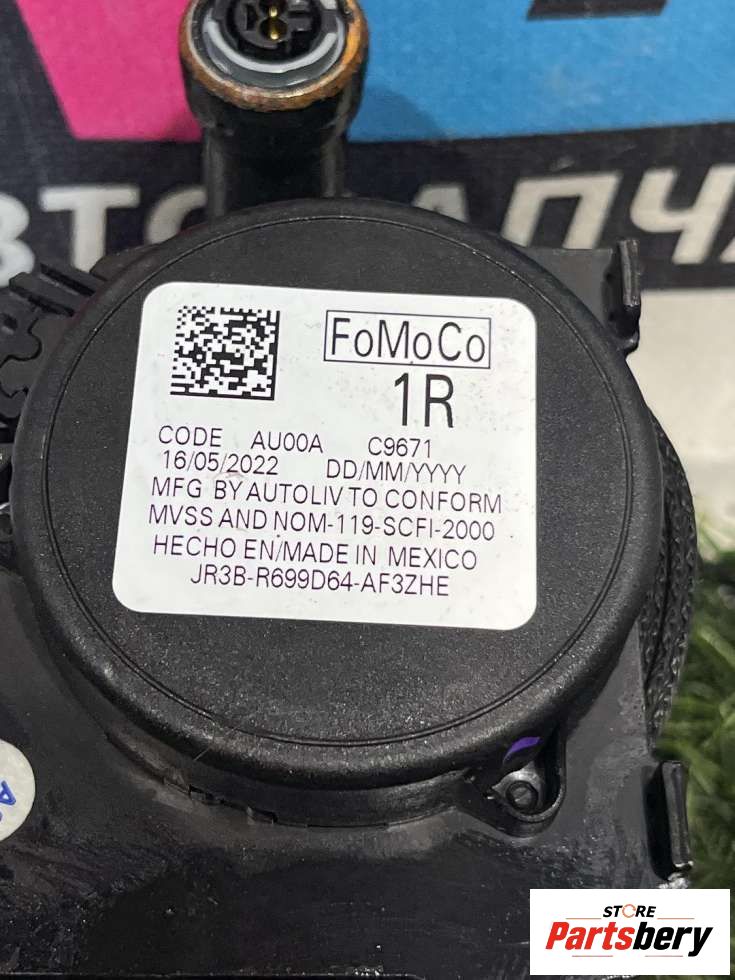 FoMoCo
1R
CODE AU00A C9671
16/05/2022 DD/MM/YYYY
MFG BY AUTOLIV TO CONFORM
MVSS AND NOM-119-SCFI-2000
HECHO EN/MADE IN MEXICO
JR3B-R699D64-AF3ZHE
STORE
Partsbery